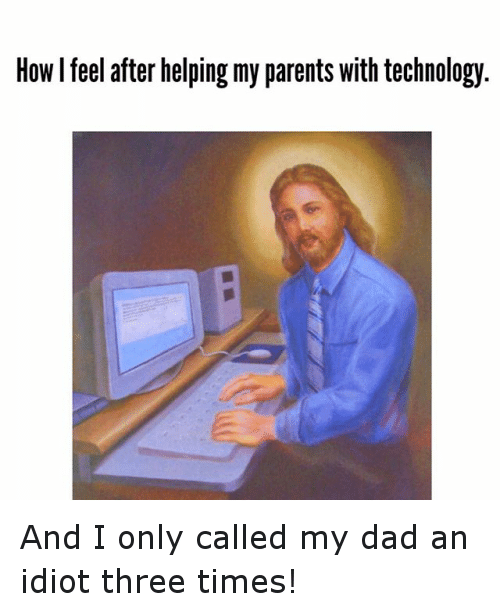 How I feel after helping my parents with technology.
And I only called my dad an
idiot three times!